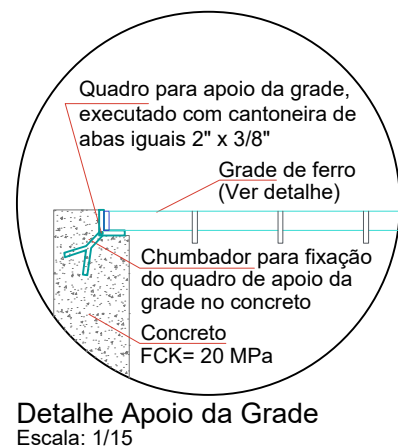 Quadro para apoio da grade,
executado com cantoneira de
abas iguais 2" x 3/8"
Grade de ferro
(Ver detalhe)
Chumbador para fixação
do quadro de apoio da
grade no concreto
Concreto
FCK= 20 MPa
Detalhe Apoio da Grade
Escala: 1/15